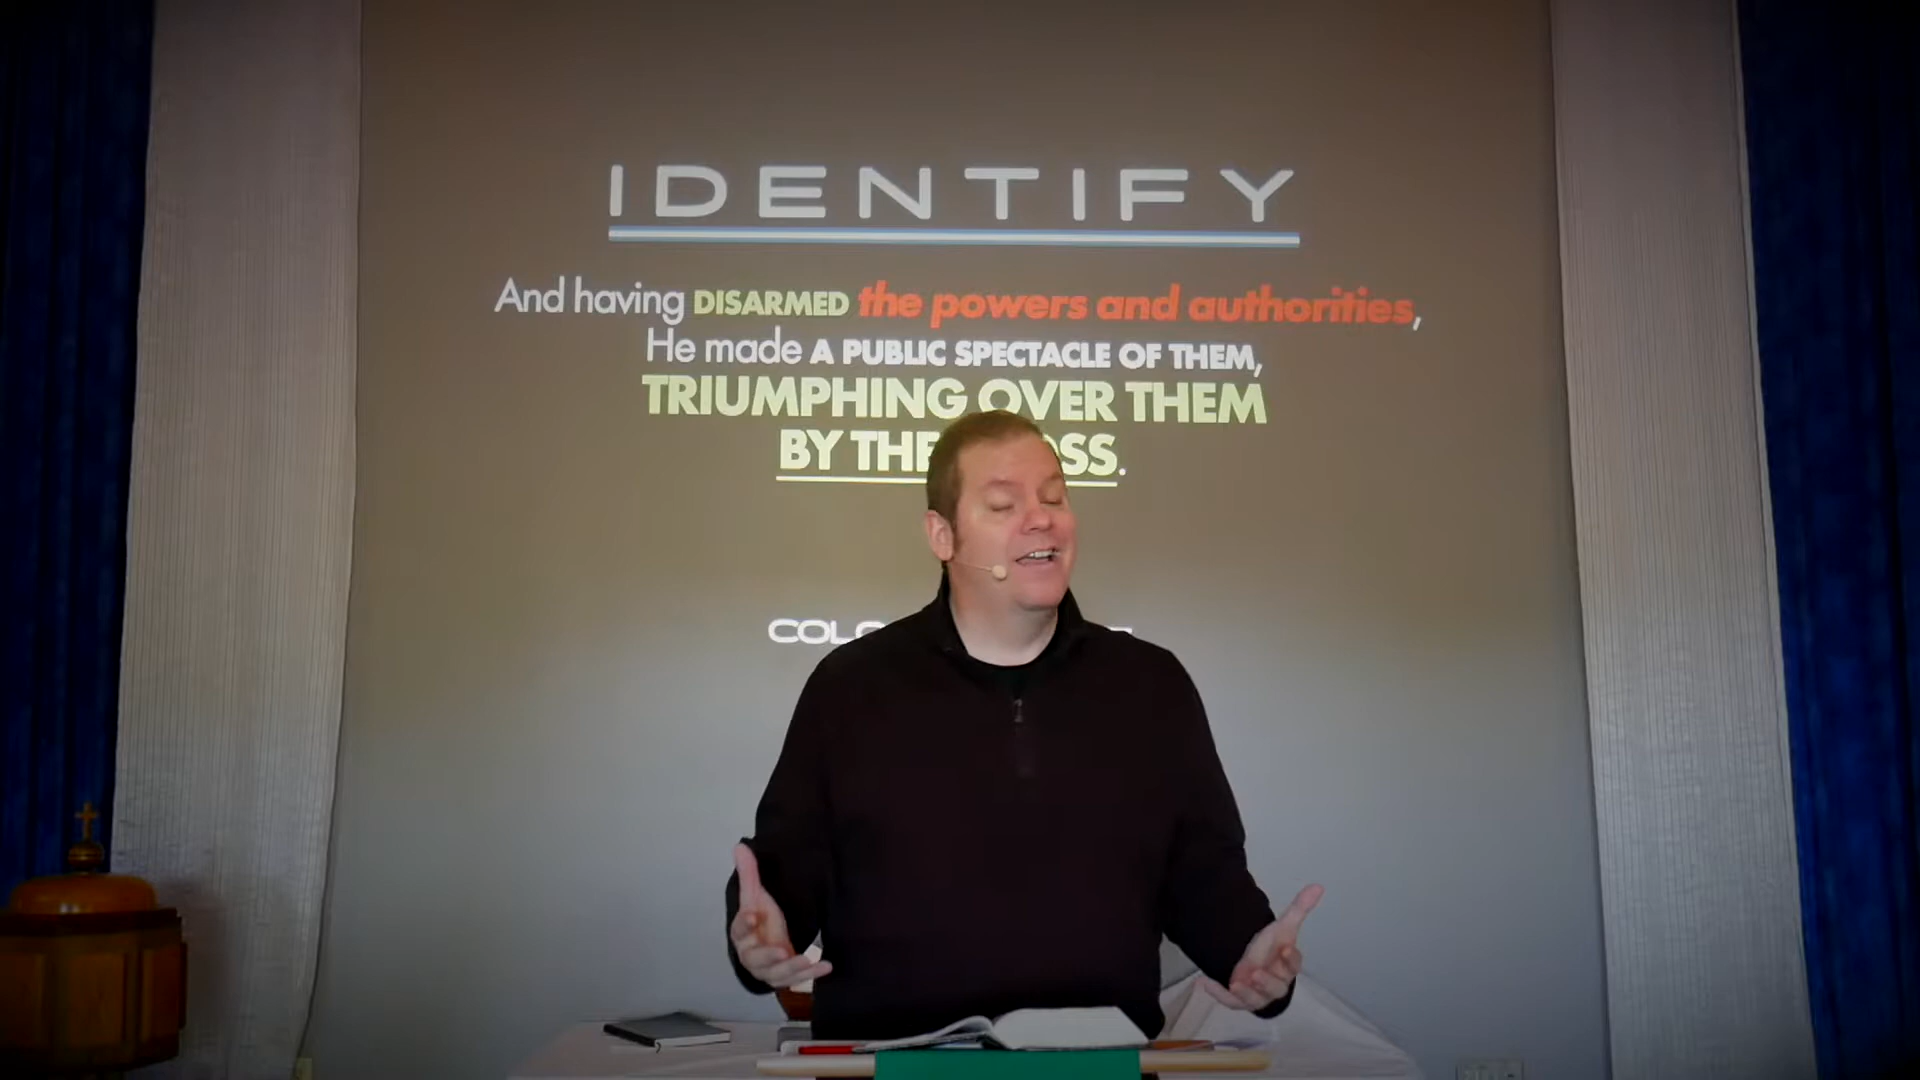 IDENTIFY
And having DISARMED the powers and authorities,
He made A PUBLIC SPECTACLE OF THEM,
TRIUMPHING OVER THEM
BY THE